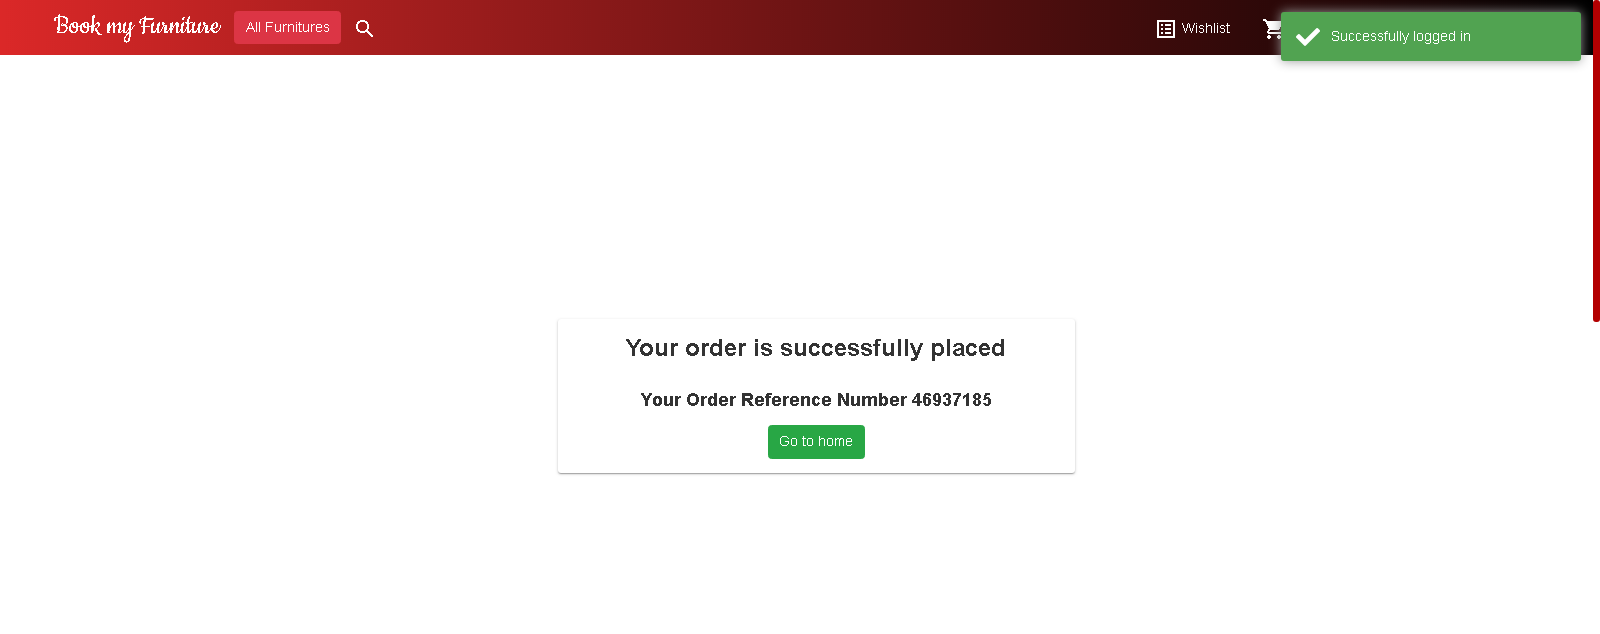 Book my Furniture
All Furnitures
Wishlist
Successfully logged in
Your order is successfully placed
Your Order Reference Number 46937185
Go to home